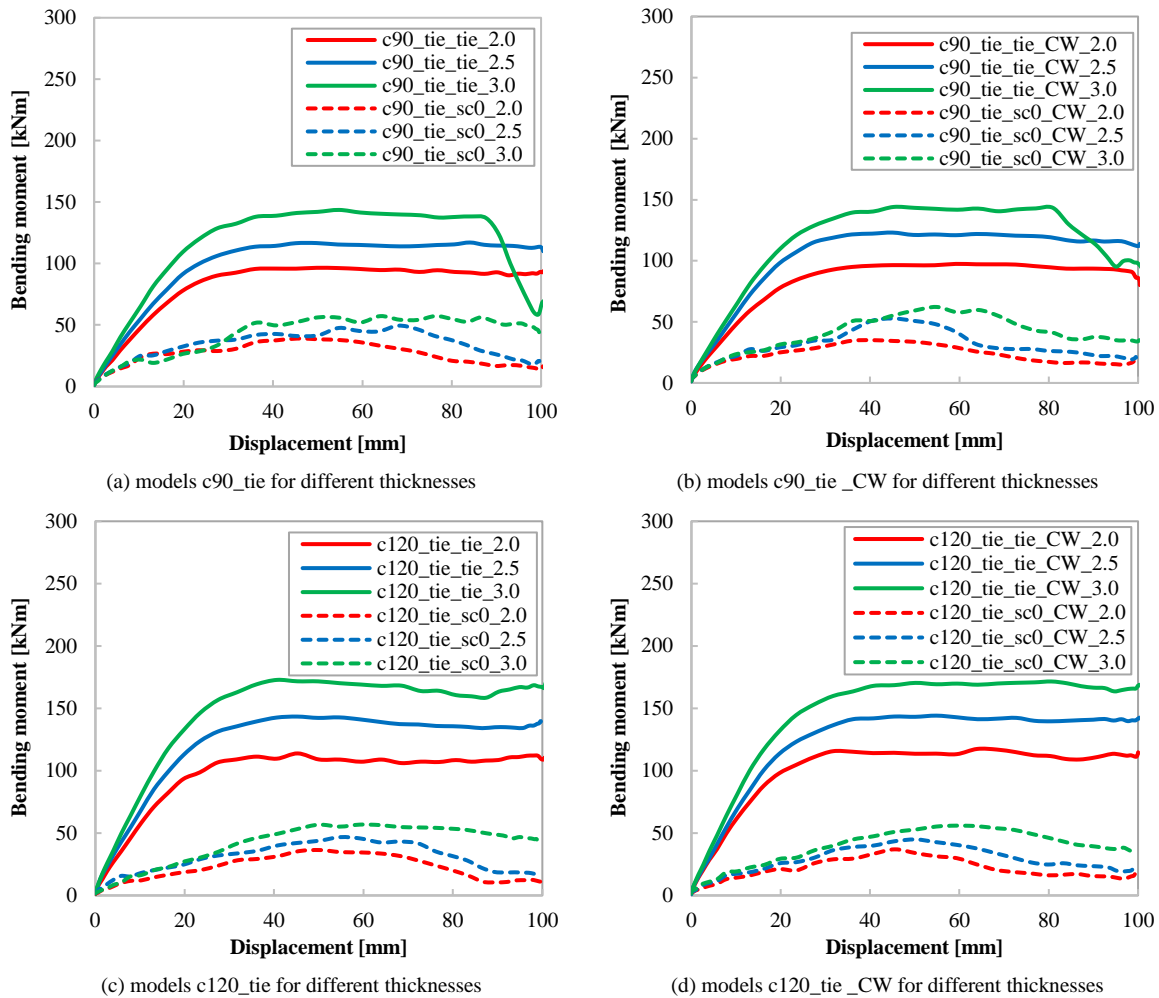 300
250
200
150
100
50
0
Bending moment [kNm]
c90_tie_tie_2.0
c90_tie_tie_2.5
c90_tie_tie_3.0
c90_tie_sc0_2.0
c90_tie_sc0_2.5
c90_tie_sc0_3.0
0 20 40 60 80 100
Displacement [mm]
(a) models c90_tie for different thicknesses
300
250
200
150
100
50
0
Bending moment [kNm]
c90_tie_tie_CW_2.0
c90_tie_tie_CW_2.5
c90_tie_tie_CW_3.0
c90_tie_sc0_CW_2.0
c90_tie_sc0_CW_2.5
c90_tie_sc0_CW_3.0
0 20 40 60 80 100
Displacement [mm]
(b) models c90_tie _CW for different thicknesses
300
250
200
150
100
50
0
Bending moment [kNm]
c120_tie_tie_2.0
c120_tie_tie_2.5
c120_tie_tie_3.0
c120_tie_sc0_2.0
c120_tie_sc0_2.5
c120_tie_sc0_3.0
0 20 40 60 80 100
Displacement [mm]
(c) models c120_tie for different thicknesses
300
250
200
150
100
50
0
Bending moment [kNm]
c120_tie_tie_CW_2.0
c120_tie_tie_CW_2.5
c120_tie_tie_CW_3.0
c120_tie_sc0_CW_2.0
c120_tie_sc0_CW_2.5
c120_tie_sc0_CW_3.0
0 20 40 60 80 100
Displacement [mm]
(d) models c120_tie _CW for different thicknesses